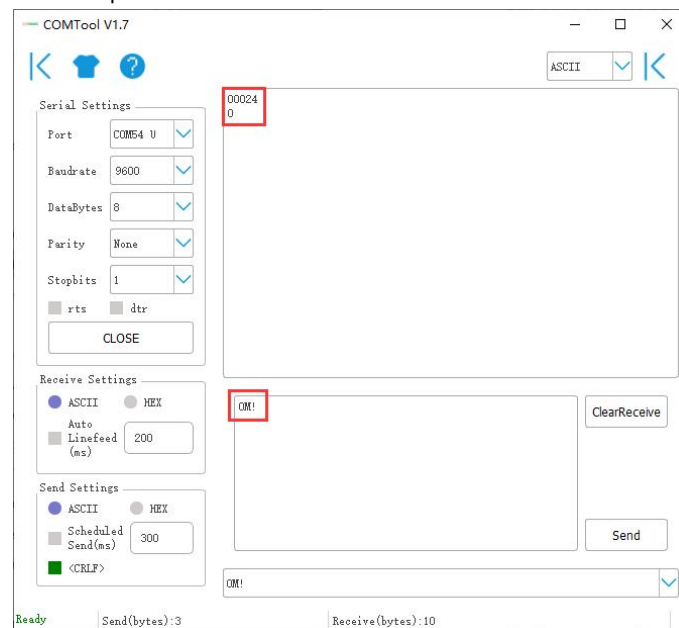 COMTool V1.7
ASCII
Serial Settings
Port COM54 U
Baudrate 9600
DataBytes 8
Parity None
Stopbits 1
rts dtr
CLOSE
00024
0
Receive Settings
ASCII HEX
Auto
Linefeed
(ms)
200
OM!
ClearReceive
Send Settings
ASCII HEX
Scheduled
Send(ms)
300
<CRLF>
Send
OM!
Ready Send(bytes):3 Receive(bytes):10